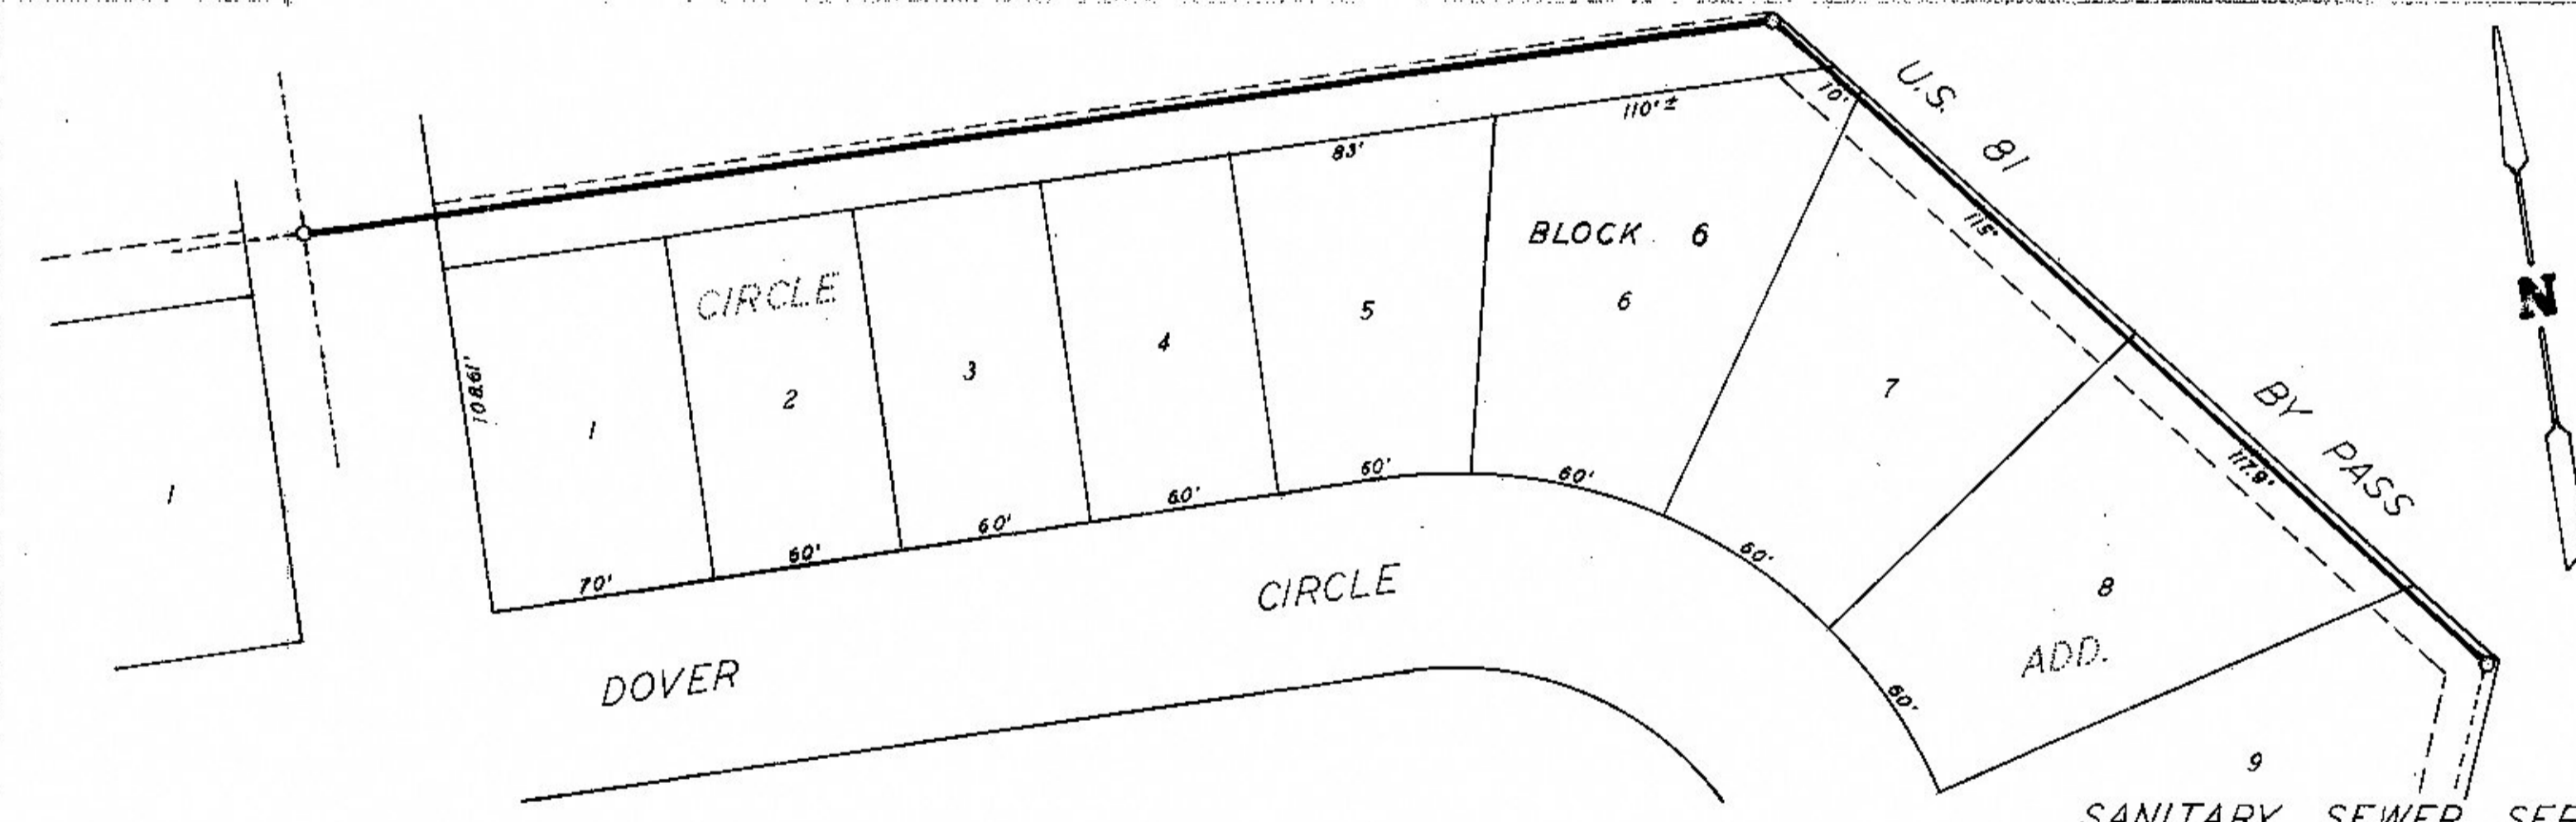 U.S. 81
110'±
10'
83'
115'
BLOCK 6
N
CIRCLE
6
5
4
3
2
1
108.61'
7
BY PASS
117.9'
1
60'
60'
60'
60'
60'
70'
60'
CIRCLE
8
ADD.
DOVER
60'
9
SANITARY SEWER